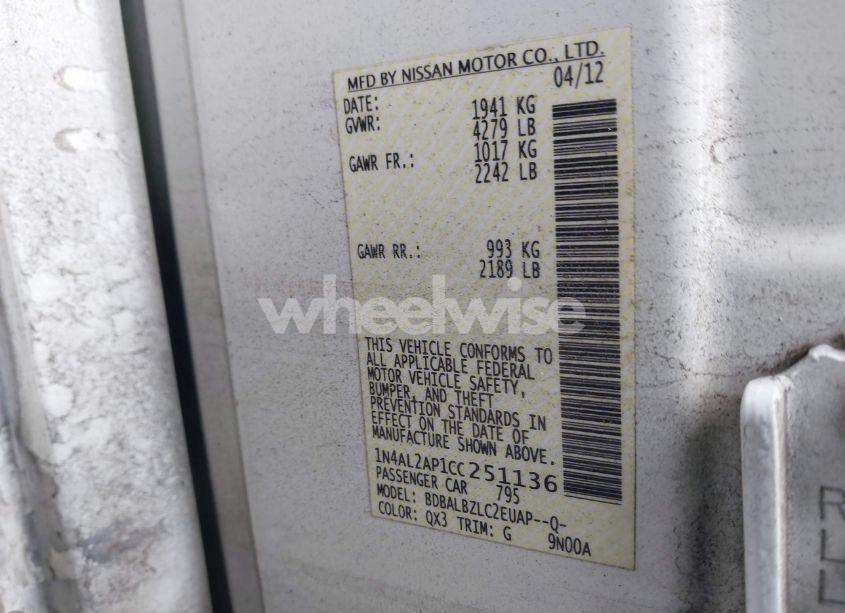 MFD BY NISSAN MOTOR CO., LTD.
DATE: 04/12
GVWR: 1941 KG
4279 LB
GAWR FR.: 1017 KG
2242 LB
GAWR RR.: 993 KG
2189 LB
wheelwise
THIS VEHICLE CONFORMS TO
ALL APPLICABLE FEDERAL
MOTOR VEHICLE SAFETY,
BUMPER, AND THEFT
PREVENTION STANDARDS IN
EFFECT ON THE DATE OF
MANUFACTURE SHOWN ABOVE.
1N4AL2AP1CC251136
PASSENGER CAR 795
MODEL: BDBALBZLC2EUAP--Q-
COLOR: QX3 TRIM: G 9N00A